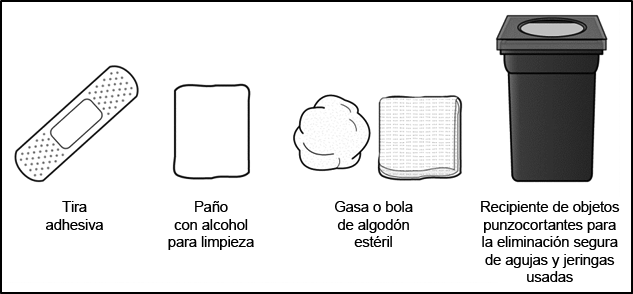 Tira
adhesiva
Paño
con alcohol
para limpieza
Gasa o bola
de algodón
estéril
Recipiente de objetos
punzocortantes para
la eliminación segura
de agujas y jeringas
usadas